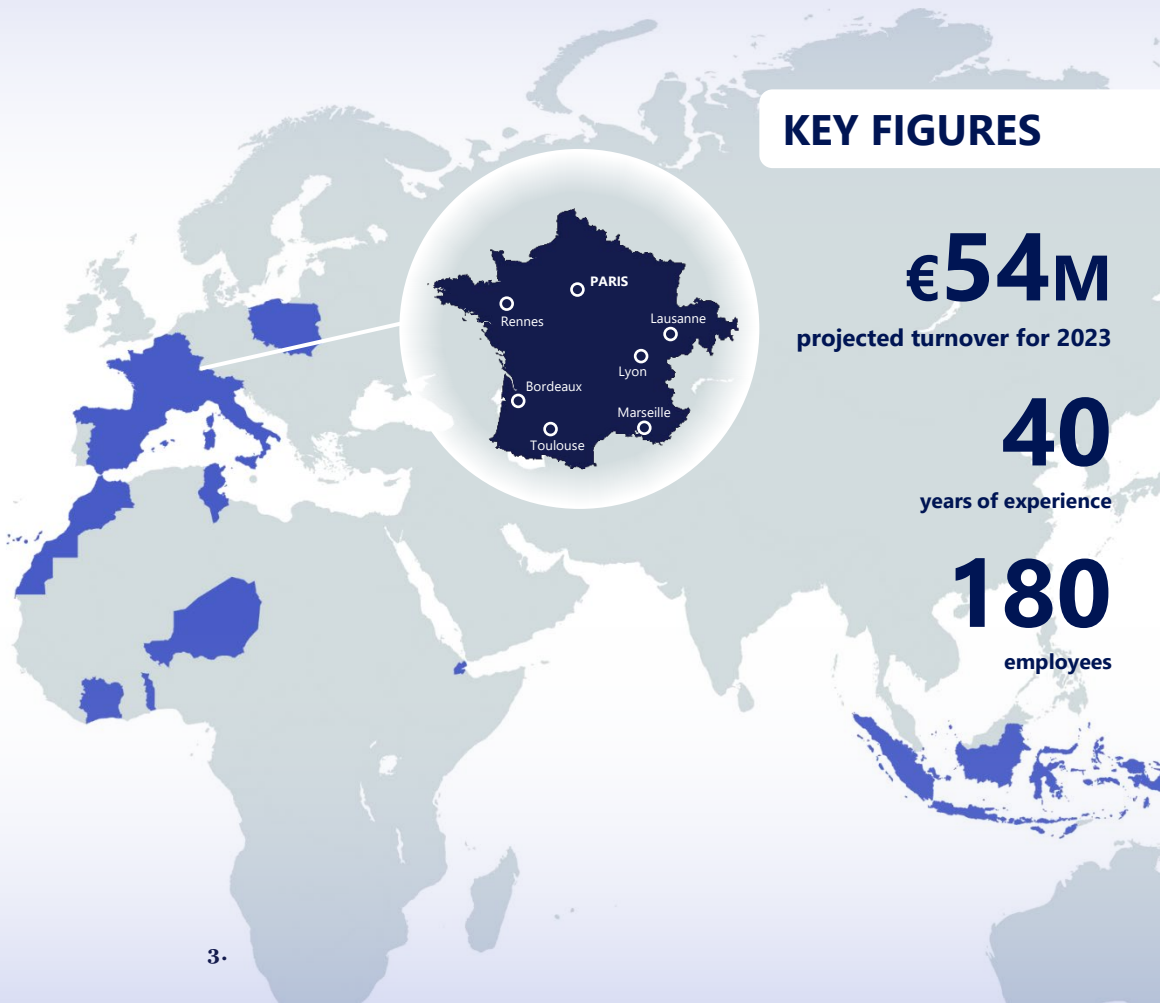 KEY FIGURES
€54M
projected turnover for 2023
40
years of experience
180
employees
PARIS
Rennes
Lausanne
Lyon
Bordeaux
Marseille
Toulouse
3.